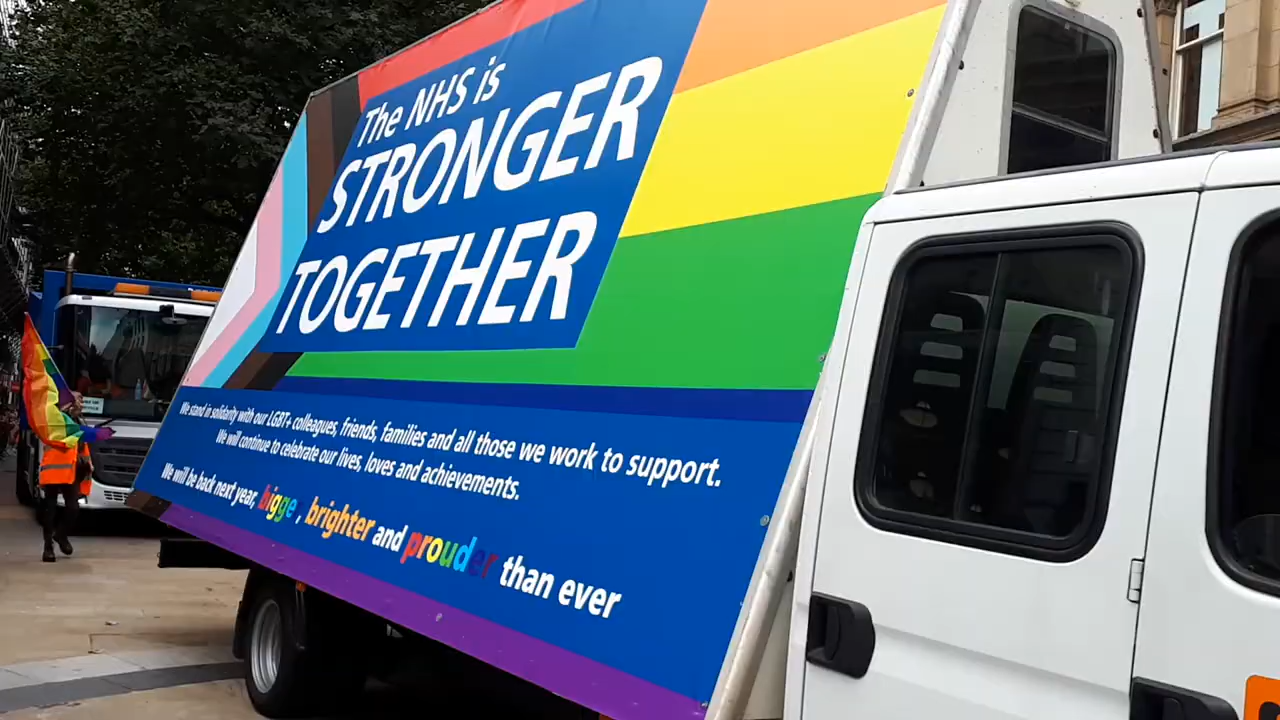 The NHS is
STRONGER
TOGETHER
We stand in solidarity with our LGBT+ colleagues, friends, families and all those we work to support.
We will continue to celebrate our lives, loves and achievements.
We will be back next year, bigger, brighter and prouder than ever